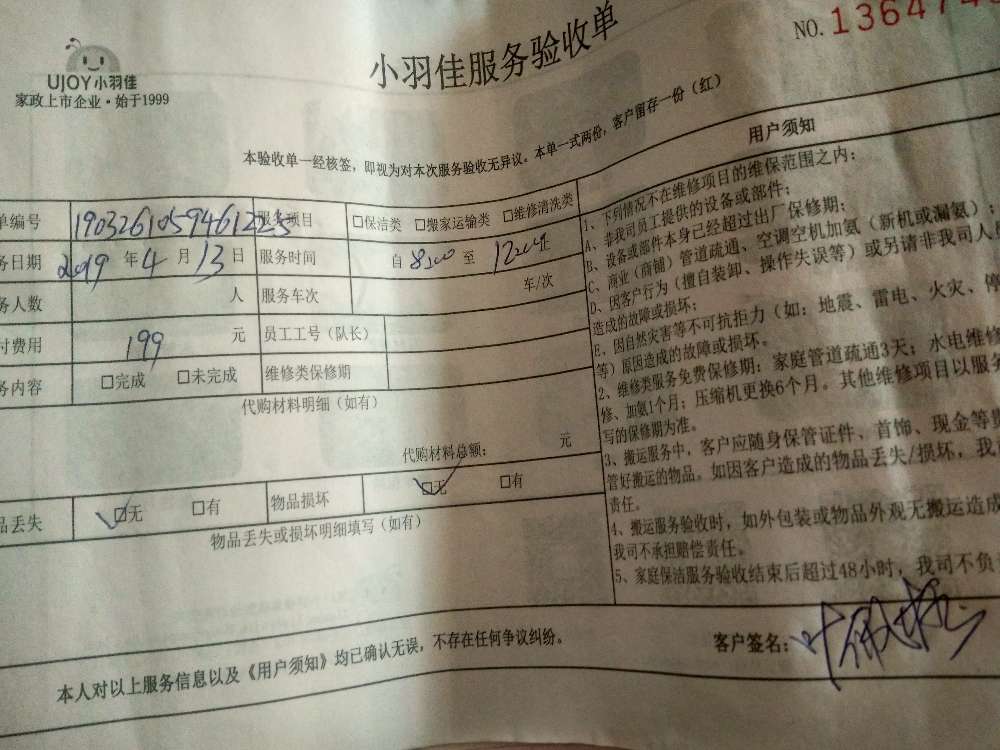 UJOY小羽佳
家政上市企业·始于1999
小羽佳服务验收单
NO.
本验收单一经核签，即视为对本次服务验收无异议。本单一式两份，客户留存一份（红）
单编号
服务项目 □保洁类 □搬家运输类 □维修清洗类
务日期 2019 年 4 月 13 日 服务时间 自 8:00 至 12:00
务人数 人 服务车次 车/次
付费用 199 元 员工工号（队长）
务内容 □完成 □未完成 维修类保修期
代购材料明细（如有）
代购材料总额： 元
品丢失 □无 □有 物品损坏 □无 □有
物品丢失或损坏明细填写（如有）
用户须知
1、下列情况不在维修项目的维保范围之内：
A、非我司员工提供的设备或部件；
B、设备或部件本身已经超过出厂保修期；
C、商业（商铺）管道疏通、空调空机加氨（新机或漏氨）；
D、因客户行为（擅自装卸、操作失误等）或另请非我司人
造成的故障或损坏；
E、因自然灾害等不可抗拒力（如：地震、雷电、火灾、停
等）原因造成的故障或损坏。
2、维修类服务免费保修期：家庭管道疏通3天；水电维修
修、加氨1个月；压缩机更换6个月。其他维修项目以服务
写的保修期为准。
3、搬运服务中，客户应随身保管证件、首饰、现金等
管好搬运的物品。如因客户造成的物品丢失/损坏，我
责任。
4、搬运服务验收时，如外包装或物品外观无搬运造成
我司不承担赔偿责任。
5、家庭保洁服务验收结束后超过48小时，我司不负
本人对以上服务信息以及《用户须知》均已确认无误，不存在任何争议纠纷。
客户签名：